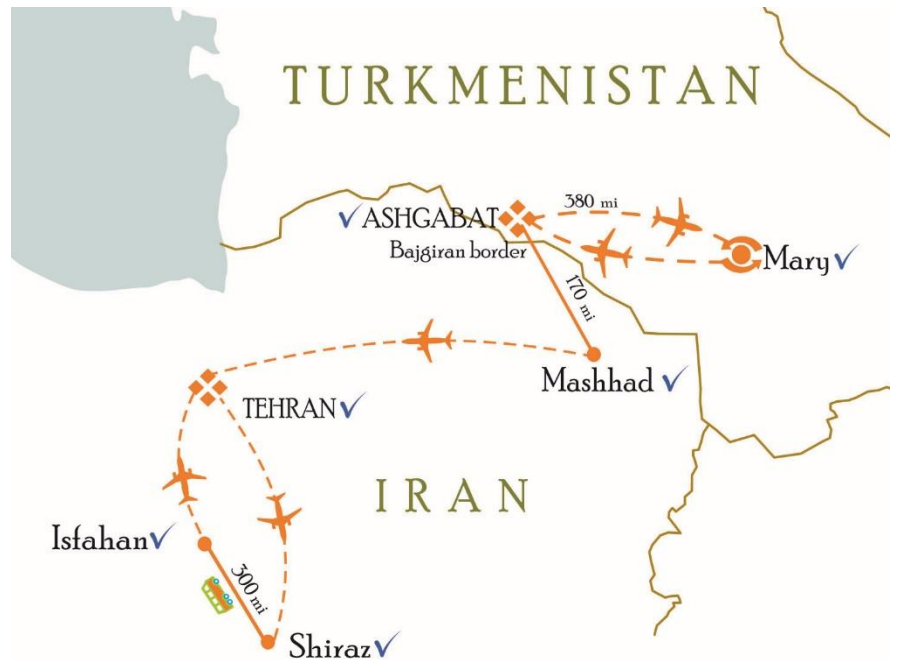 TURKMENISTAN
380 mi
ASHGABAT
Bajgiran border
Mary
170 mi
Mashhad
TEHRAN
IRAN
Isfahan
300 mi
Shiraz